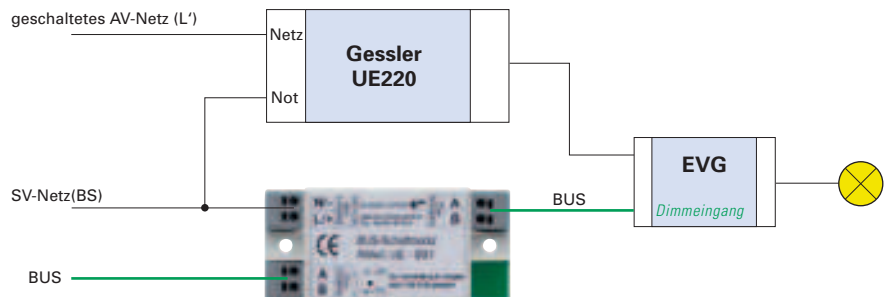 geschaltetes AV-Netz (L‘)
Netz
Gessler
UE220
Not
EVG
Dimmeingang
SV-Netz(BS)
N
L
A
B
BUS
CE
BUS
A
B